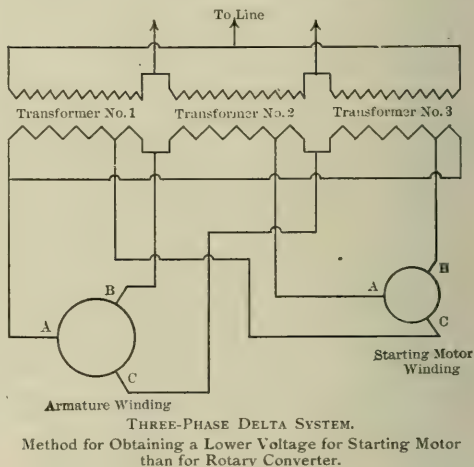 To Line
Transformer No. 1 Transformer No. 2 Transformer No. 3
B
A
C
A
B
C
Starting Motor
Winding
Armature Winding
THREE-PHASE DELTA SYSTEM.
Method for Obtaining a Lower Voltage for Starting Motor
than for Rotary Converter.